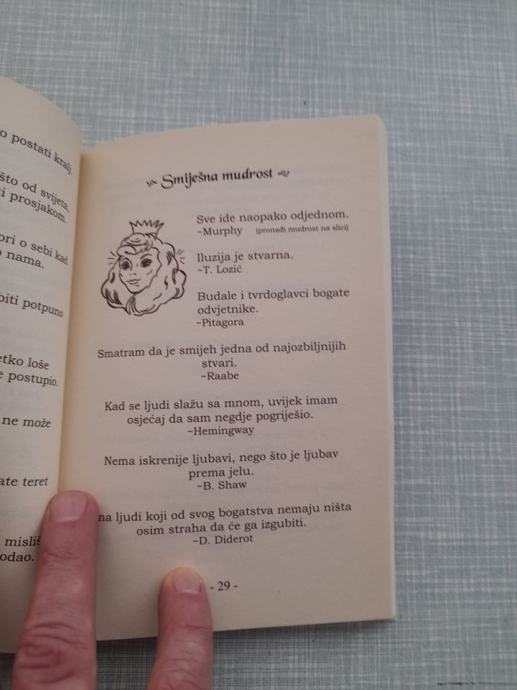 o postati kralj.
što od svijeta,
i prosjakom.
ori o sebi kad
nama.
biti potpuno
etko loše
e postupio.
ne može
ate teret
misliš
odao.
Smiješna mudrost
Sve ide naopako odjednom.
~Murphy (pronađi mudrost na slici)
Iluzija je stvarna.
~T. Lozić
Budale i tvrdoglavci bogate
odvjetnike.
~Pitagora
Smatram da je smijeh jedna od najozbiljnijih
stvari.
~Raabe
Kad se ljudi slažu sa mnom, uvijek imam
osjećaj da sam negdje pogriješio.
~Hemingway
Nema iskrenije ljubavi, nego što je ljubav
prema jelu.
~B. Shaw
ma ljudi koji od svog bogatstva nemaju ništa
osim straha da će ga izgubiti.
~D. Diderot
- 29 -